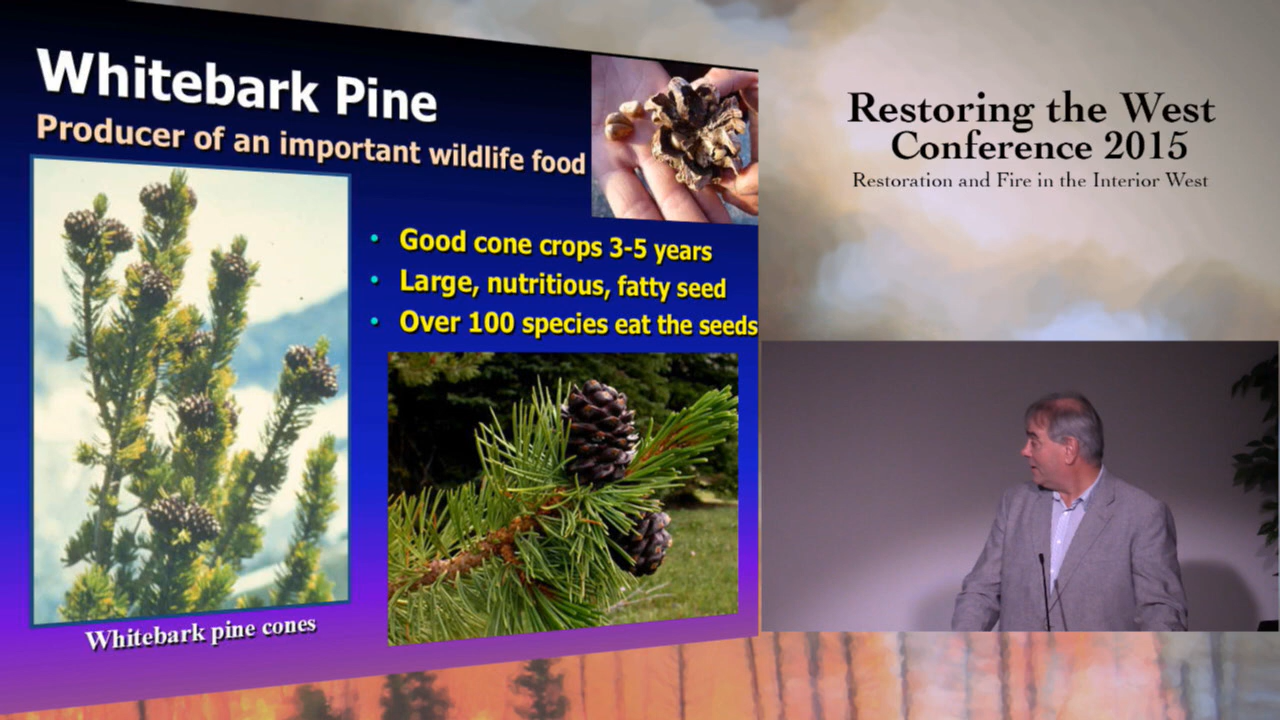 Whitebark Pine
Producer of an important wildlife food
• Good cone crops 3-5 years
• Large, nutritious, fatty seed
• Over 100 species eat the seeds
Whitebark pine cones
Restoring the West
Conference 2015
Restoration and Fire in the Interior West